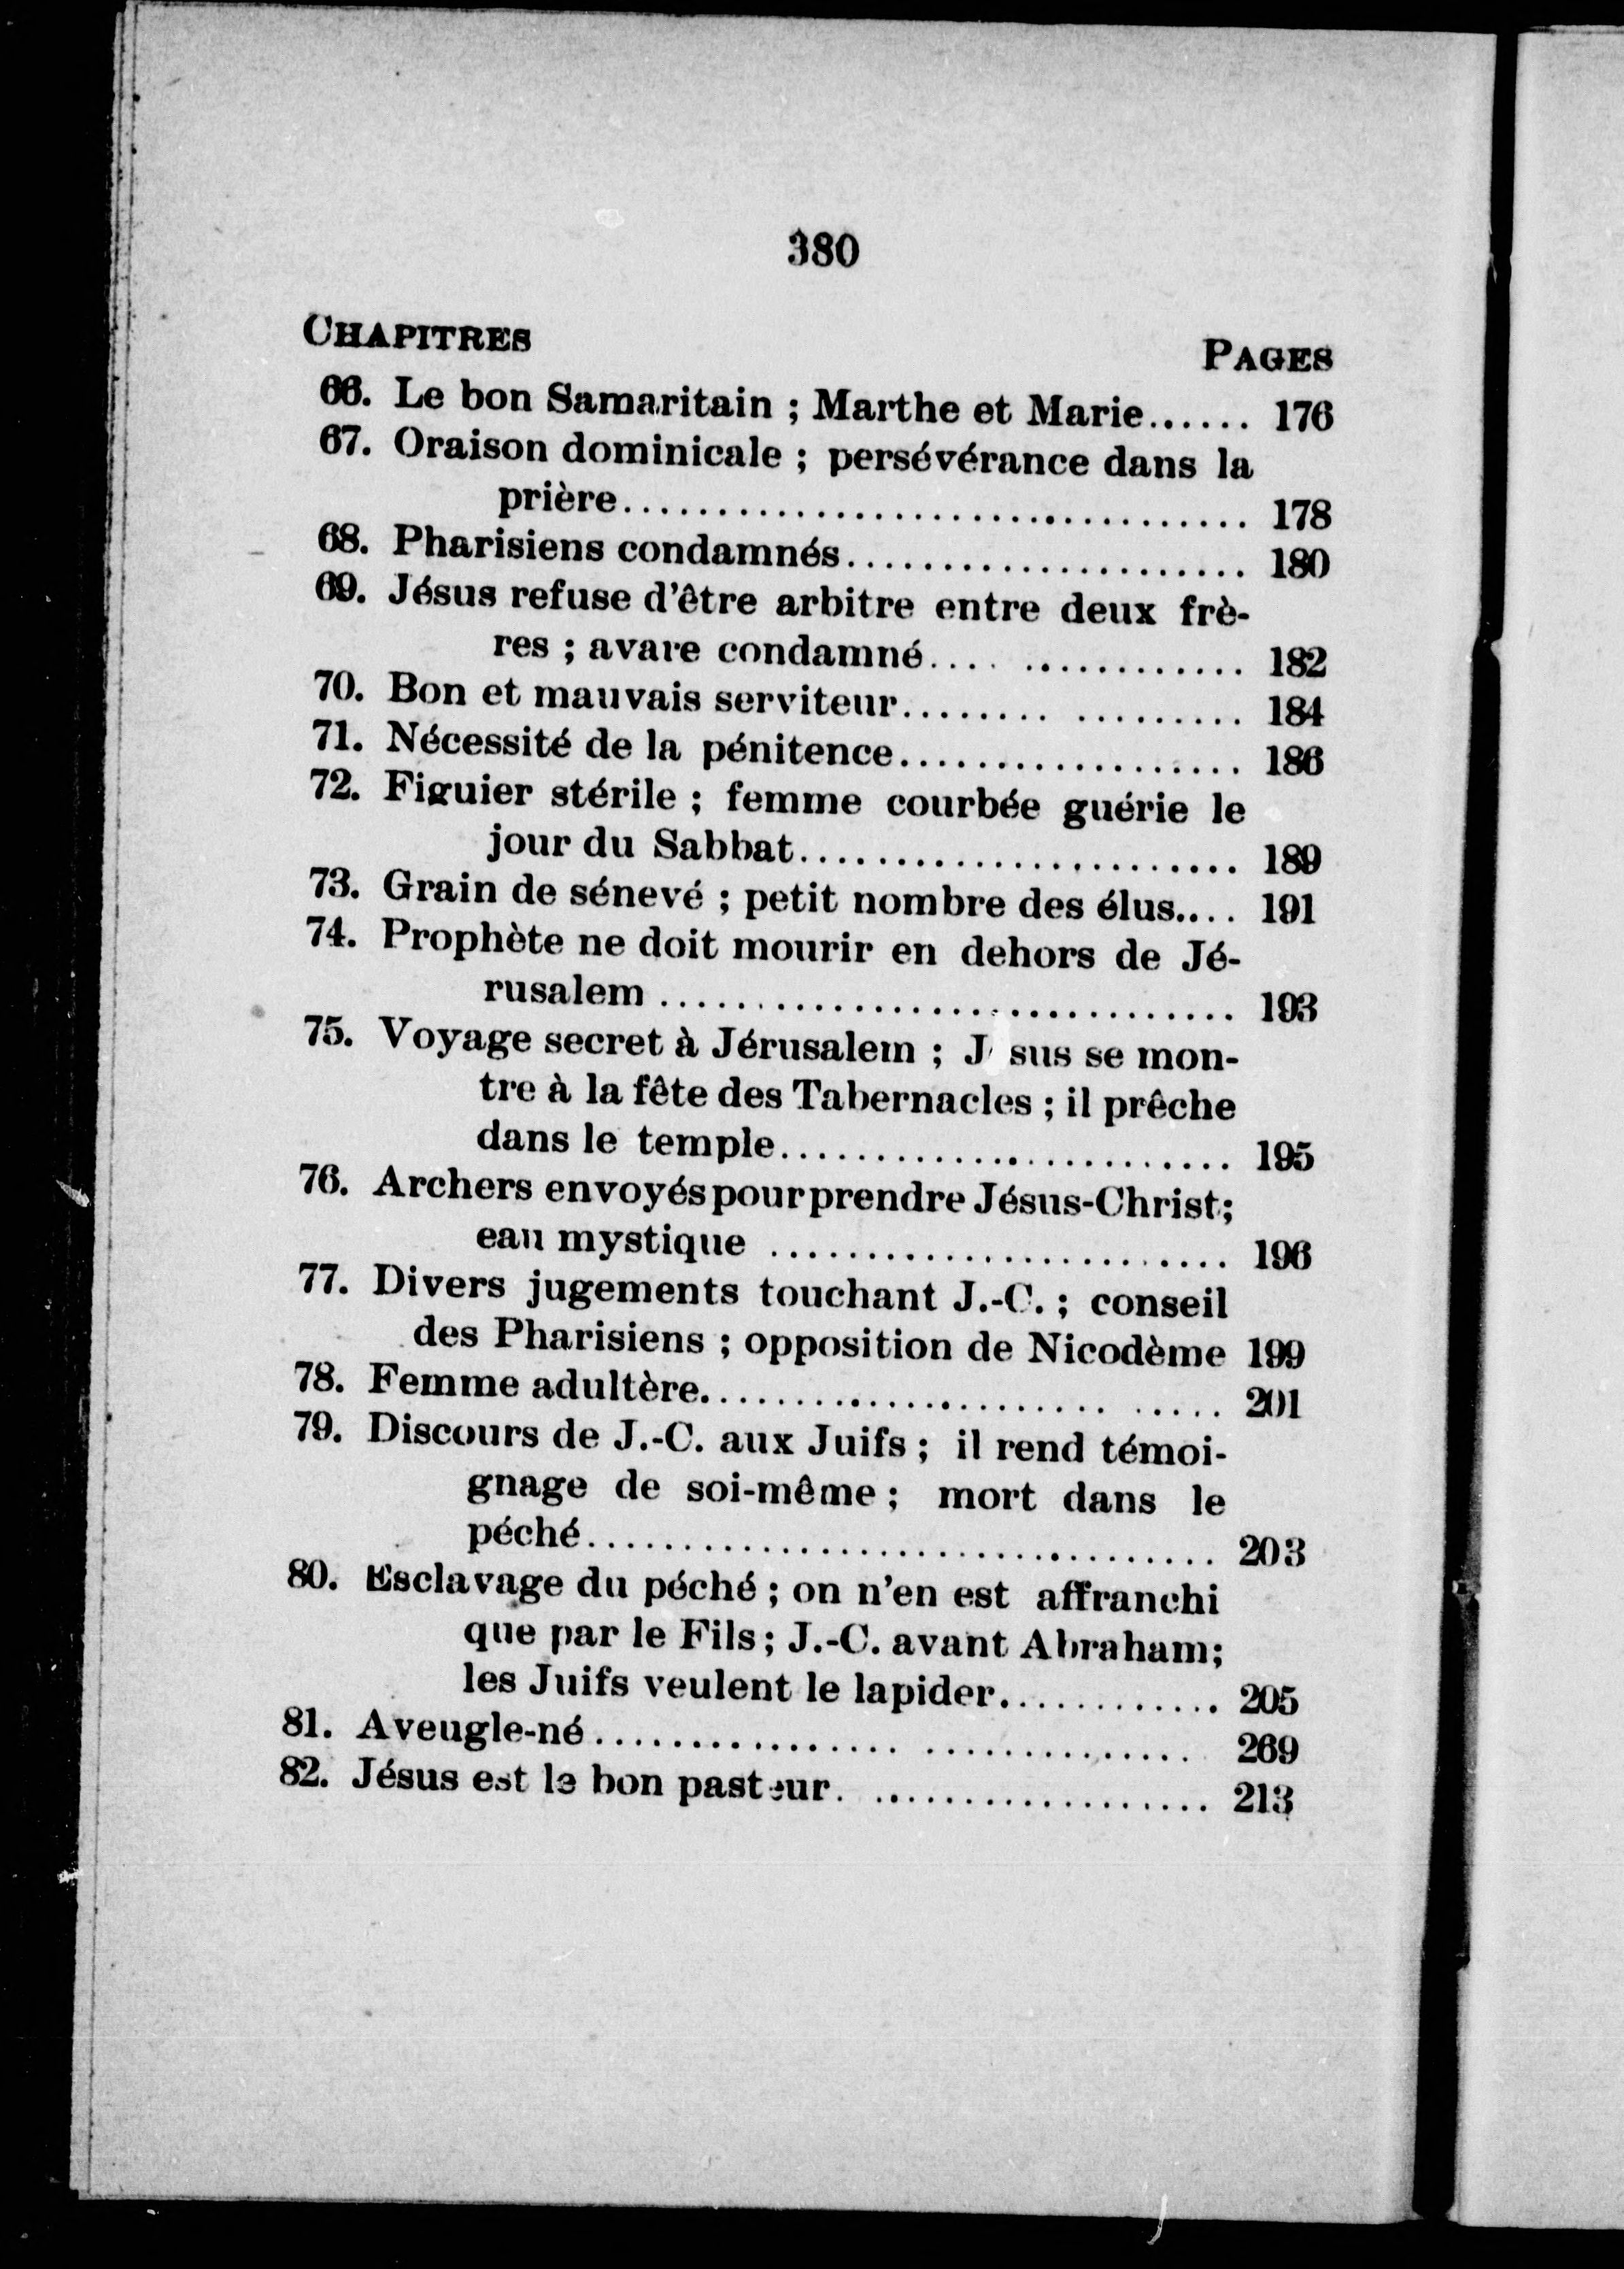 380
CHAPITRES
PAGES
66. Le bon Samaritain ; Marthe et Marie...... 176
67. Oraison dominicale ; persévérance dans la
prière.................................. 178
68. Pharisiens condamnés...................... 180
69. Jésus refuse d'être arbitre entre deux frè-
res ; avare condamné.... ............ 182
70. Bon et mauvais serviteur........ ......... 184
71. Nécessité de la pénitence................... 186
72. Figuier stérile ; femme courbée guérie le
jour du Sabbat........................ 189
73. Grain de sénevé ; petit nombre des élus.... 191
74. Prophète ne doit mourir en dehors de Jé-
rusalem ............................... 193
75. Voyage secret à Jérusalem ; J sus se mon-
tre à la fête des Tabernacles ; il prêche
dans le temple........................ 195
76. Archers envoyés pour prendre Jésus-Christ;
eau mystique ......................... 196
77. Divers jugements touchant J.-C. ; conseil
des Pharisiens ; opposition de Nicodème 199
78. Femme adultère...................... ..... 201
79. Discours de J.-C. aux Juifs ; il rend témoi-
gnage de soi-même ; mort dans le
péché.................................. 203
80. Esclavage du péché ; on n'en est affranchi
que par le Fils ; J.-C. avant Abraham;
les Juifs veulent le lapider............ 205
81. Aveugle-né................ .............. 269
82. Jésus est le bon pasteur. .................. 213